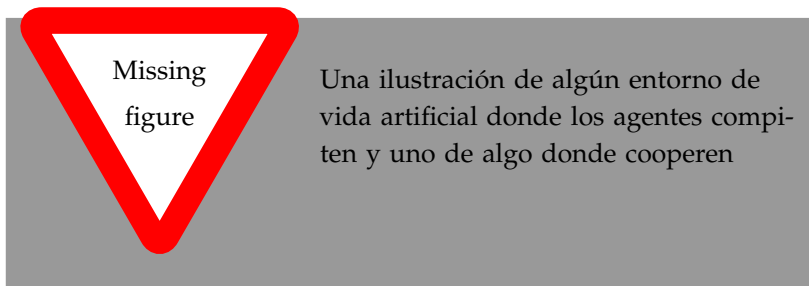 Missing
figure
Una ilustración de algún entorno de
vida artificial donde los agentes compi-
ten y uno de algo donde cooperen